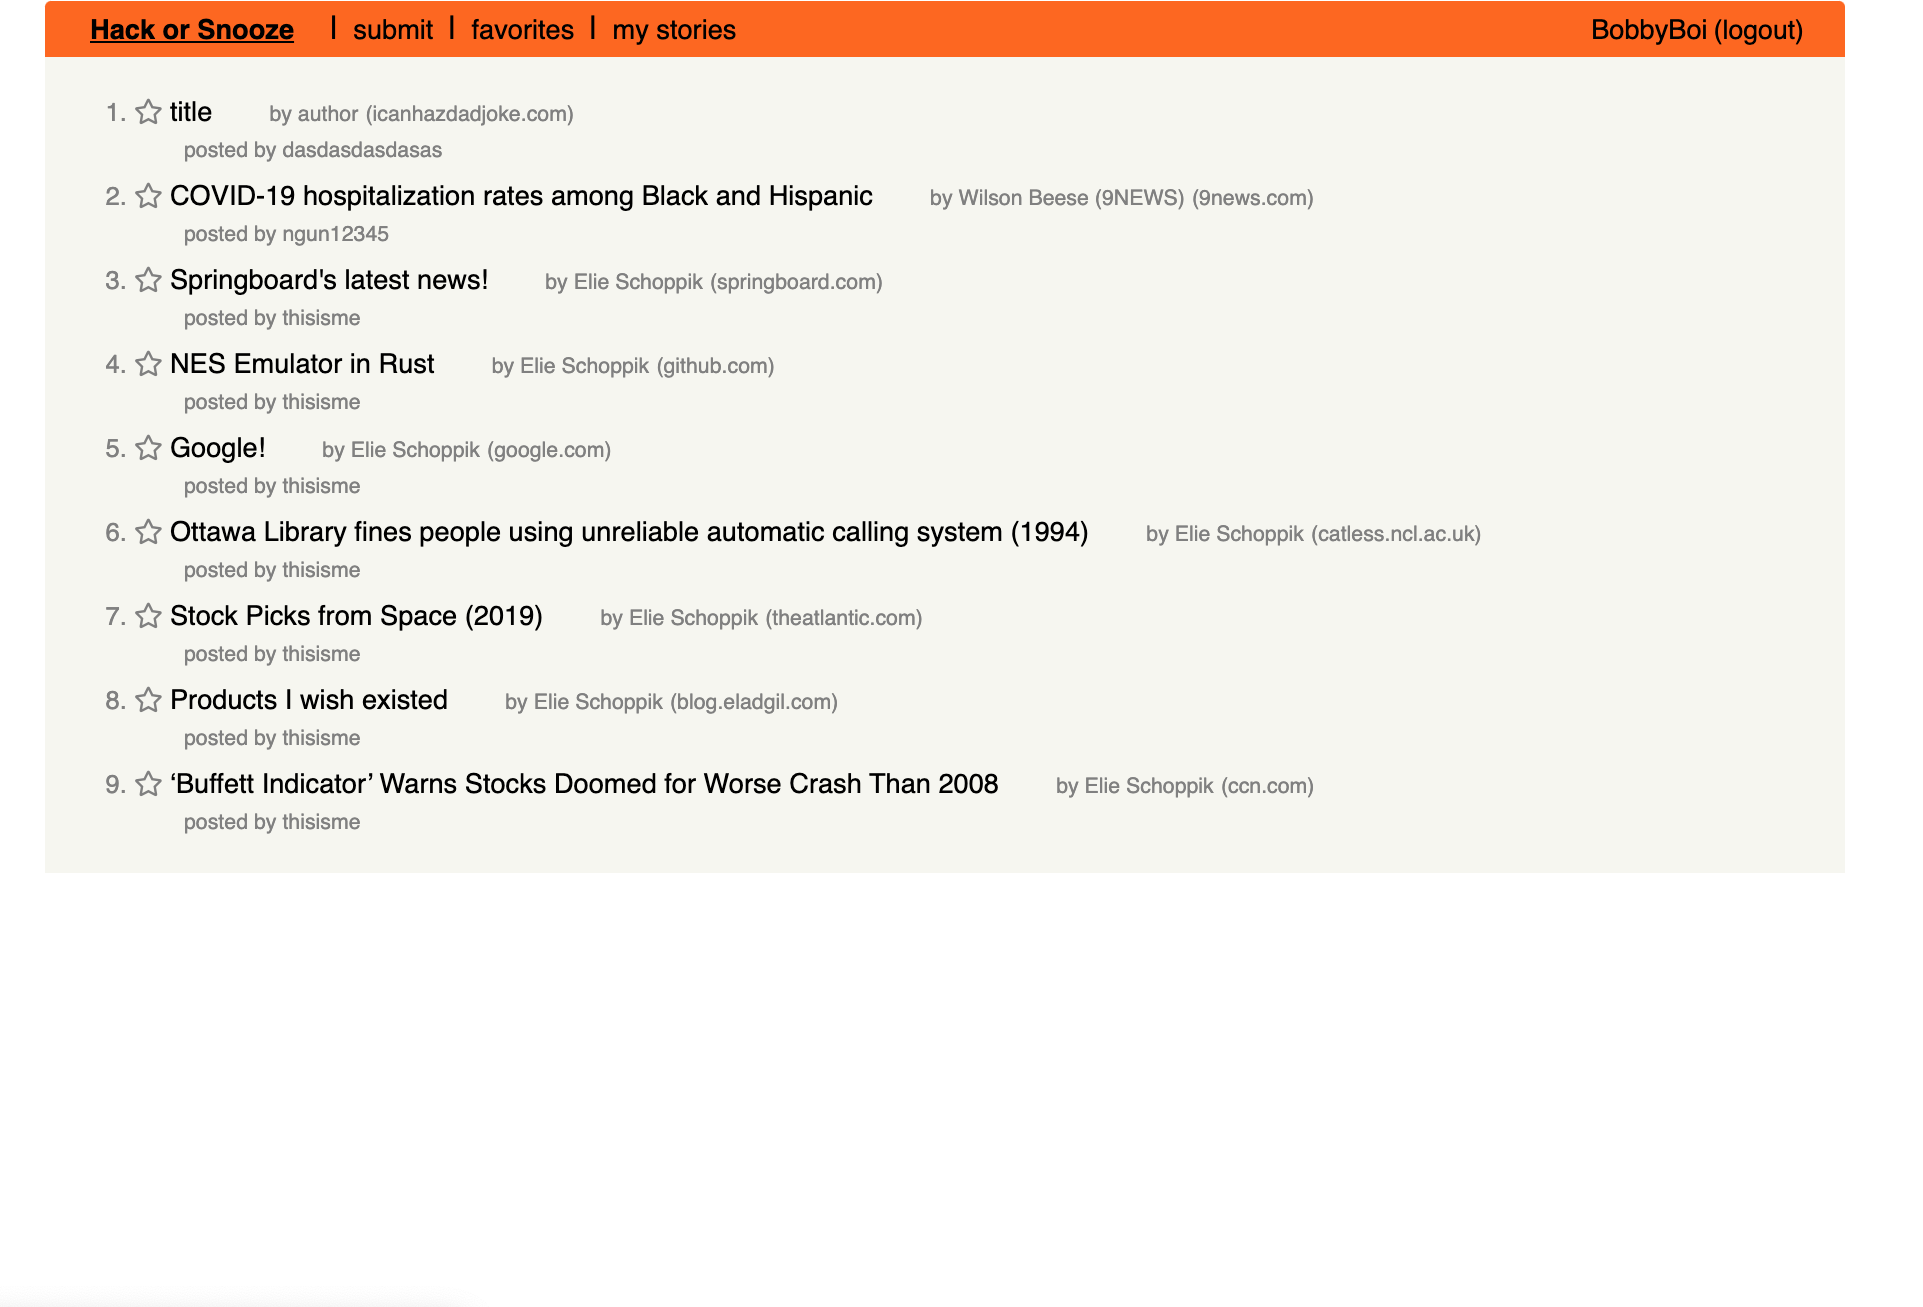 Hack or Snooze | submit | favorites | my stories BobbyBoi (logout)
1. title by author (icanhazdadjoke.com)
posted by dasdasdasdasas
2. COVID-19 hospitalization rates among Black and Hispanic by Wilson Beese (9NEWS) (9news.com)
posted by ngun12345
3. Springboard's latest news! by Elie Schoppik (springboard.com)
posted by thisisme
4. NES Emulator in Rust by Elie Schoppik (github.com)
posted by thisisme
5. Google! by Elie Schoppik (google.com)
posted by thisisme
6. Ottawa Library fines people using unreliable automatic calling system (1994) by Elie Schoppik (catless.ncl.ac.uk)
posted by thisisme
7. Stock Picks from Space (2019) by Elie Schoppik (theatlantic.com)
posted by thisisme
8. Products I wish existed by Elie Schoppik (blog.eladgil.com)
posted by thisisme
9. ‘Buffett Indicator’ Warns Stocks Doomed for Worse Crash Than 2008 by Elie Schoppik (ccn.com)
posted by thisisme